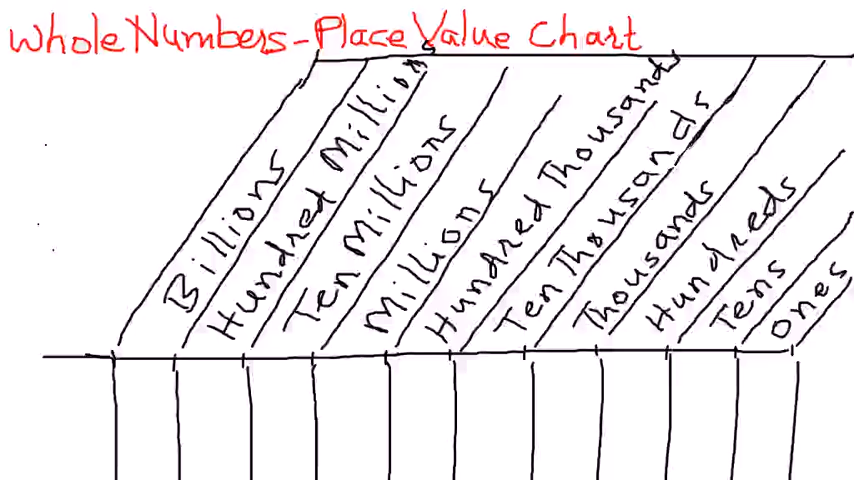 Whole Numbers-Place Value Chart
Billions
Hundred Millions
Ten Millions
Millions
Hundred Thousands
Ten Thousands
Thousands
Hundreds
Tens
Ones